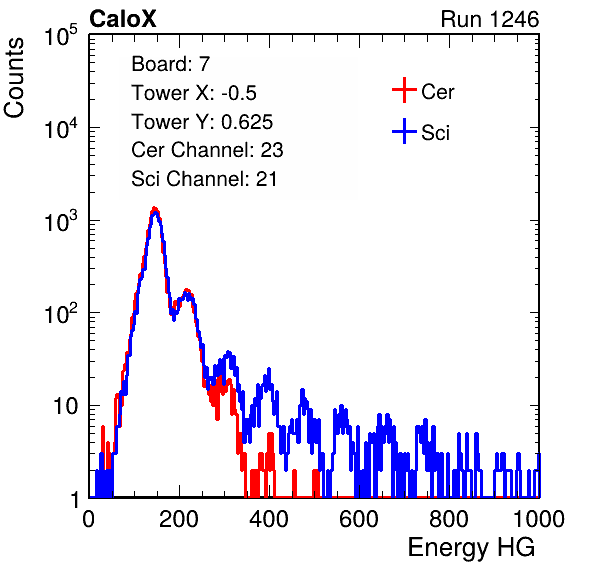 CaloX Run 1246
Counts
10^5
10^4
10^3
10^2
10
1
Board: 7
Tower X: -0.5
Tower Y: 0.625
Cer Channel: 23
Sci Channel: 21
Cer
Sci
0 200 400 600 800 1000
Energy HG